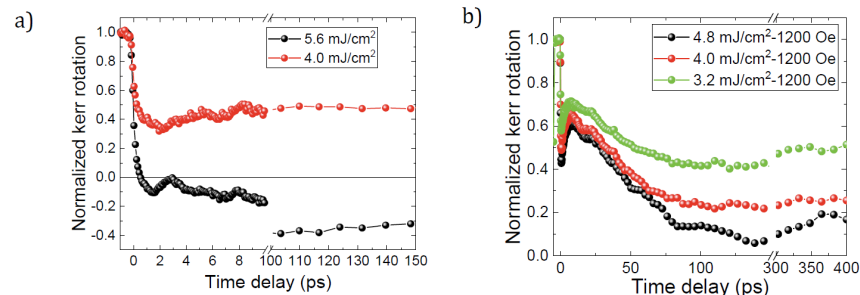 a)
Normalized Kerr rotation
1.0
0.8
0.6
0.4
0.2
0.0
-0.2
-0.4
5.6 mJ/cm²
4.0 mJ/cm²
0 2 4 6 8 100 110 120 130 140 150
Time delay (ps)
b)
Normalized kerr rotation
1.0
0.8
0.6
0.4
0.2
0.0
4.8 mJ/cm²-1200 Oe
4.0 mJ/cm²-1200 Oe
3.2 mJ/cm²-1200 Oe
0 50 100 300 350 400
Time delay (ps)